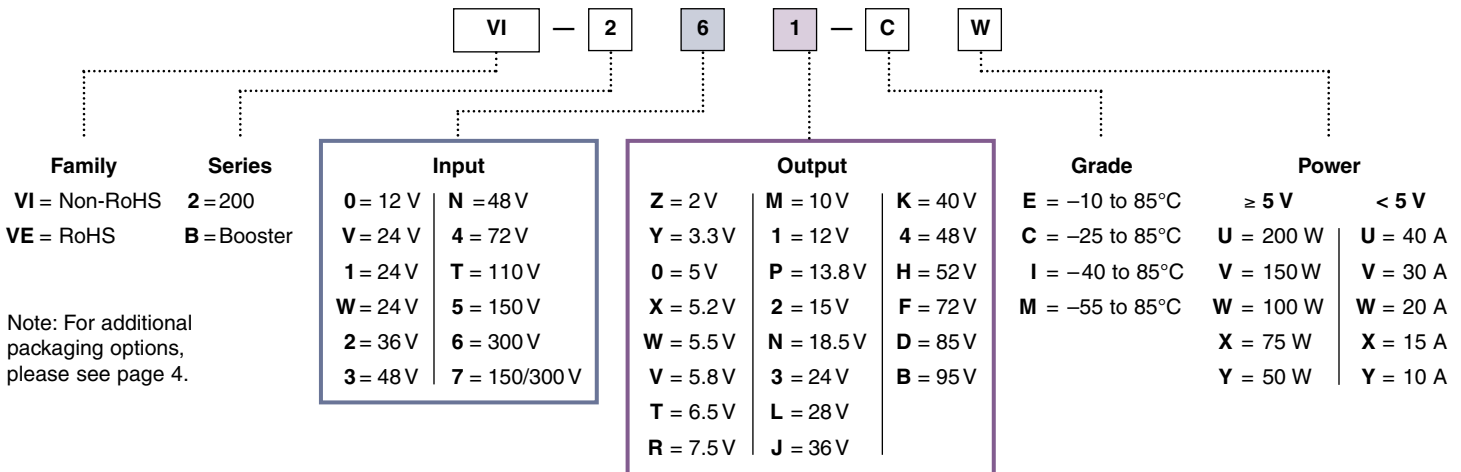 VI — 2 6 1 — C W
Family
VI = Non-RoHS
VE = RoHS
Series
2 = 200
B = Booster
Note: For additional
packaging options,
please see page 4.
Input
0 = 12 V
V = 24 V
1 = 24 V
W = 24 V
2 = 36 V
3 = 48 V
N = 48 V
4 = 72 V
T = 110 V
5 = 150 V
6 = 300 V
7 = 150/300 V
Output
Z = 2 V
Y = 3.3 V
0 = 5 V
X = 5.2 V
W = 5.5 V
V = 5.8 V
T = 6.5 V
R = 7.5 V
M = 10 V
1 = 12 V
P = 13.8 V
2 = 15 V
N = 18.5 V
3 = 24 V
L = 28 V
J = 36 V
K = 40 V
4 = 48 V
H = 52 V
F = 72 V
D = 85 V
B = 95 V
Grade
E = –10 to 85°C
C = –25 to 85°C
I = –40 to 85°C
M = –55 to 85°C
Power
≥ 5 V
U = 200 W
V = 150 W
W = 100 W
X = 75 W
Y = 50 W
< 5 V
U = 40 A
V = 30 A
W = 20 A
X = 15 A
Y = 10 A